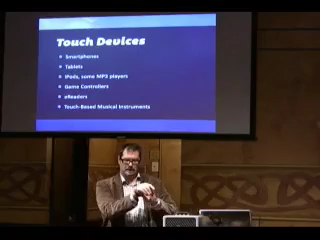 Touch Devices
Smartphones
Tablets
iPods, some MP3 players
Game Controllers
eReaders
Touch-Based Musical Instruments